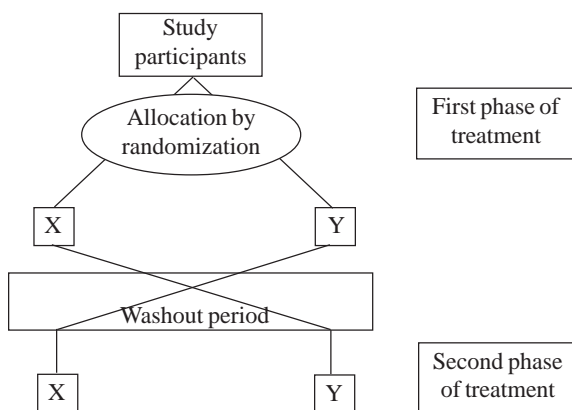 Study
participants
Allocation by
randomization
First phase of
treatment
X
Y
Washout period
X
Y
Second phase
of treatment